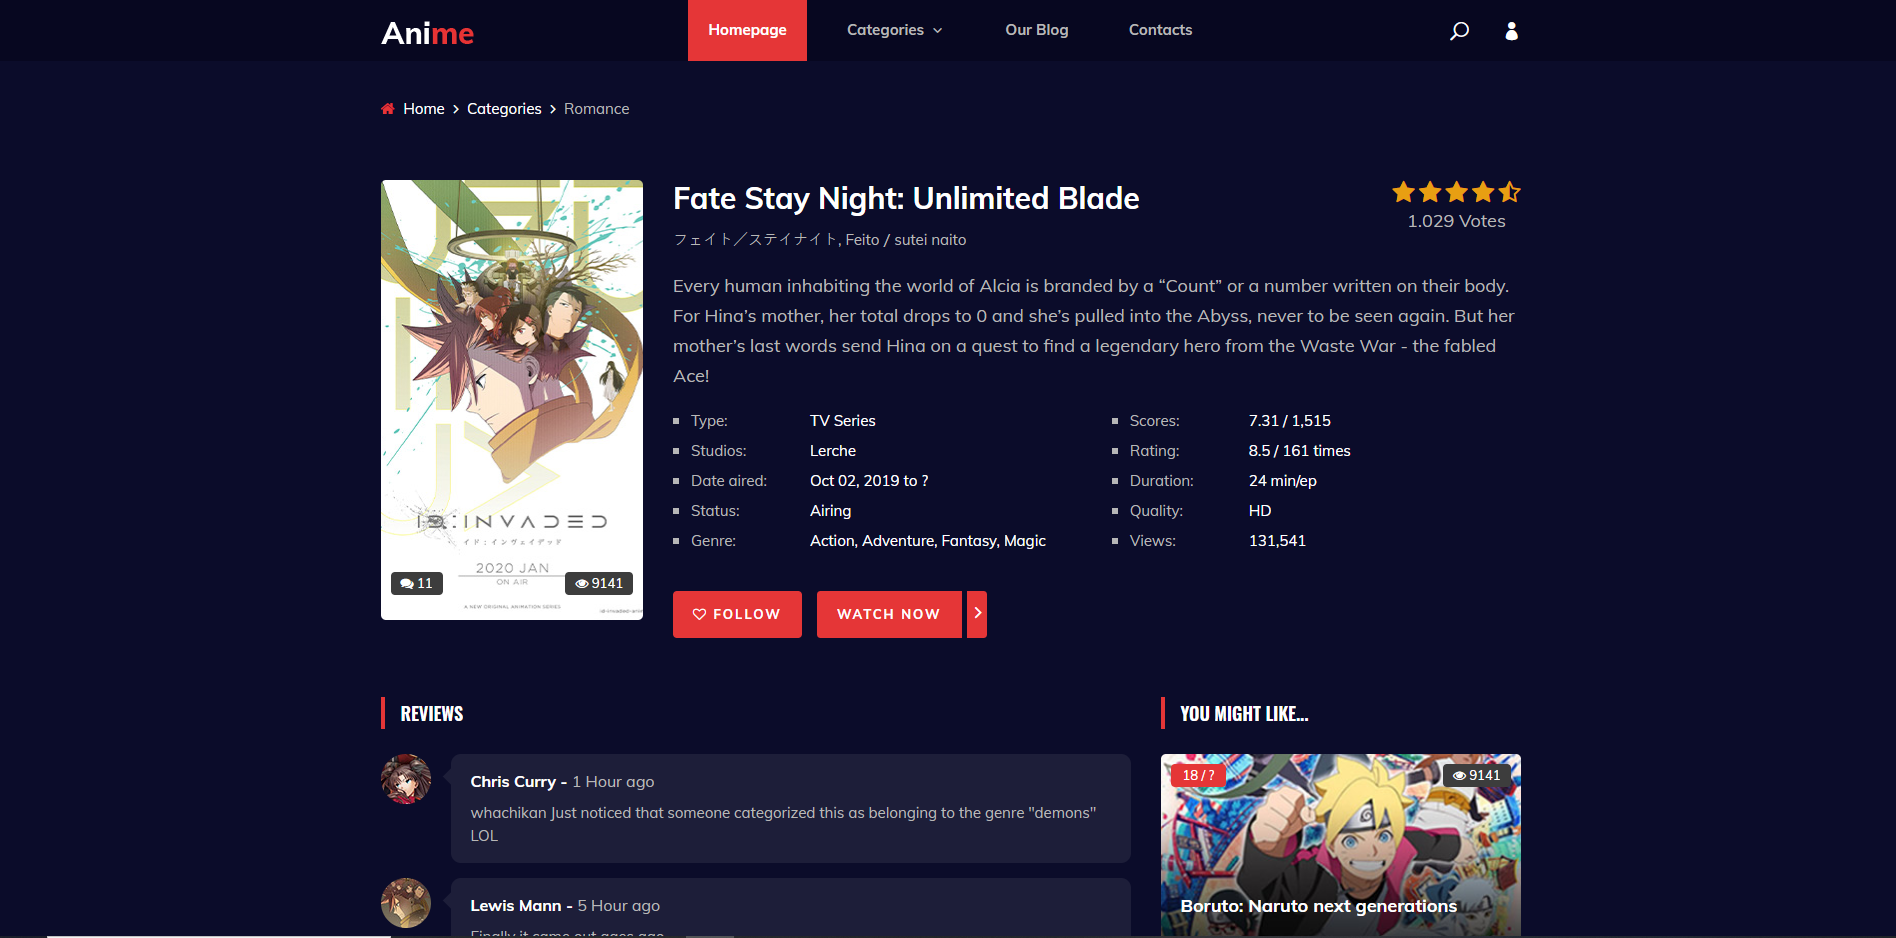 Anime
Homepage
Categories
Our Blog
Contacts
Home
Categories
Romance
Fate Stay Night: Unlimited Blade
フェイト／ステイナイト, Feito / sutei naito
1.029 Votes
Every human inhabiting the world of Alcia is branded by a “Count” or a number written on their body.
For Hina’s mother, her total drops to 0 and she’s pulled into the Abyss, never to be seen again. But her
mother’s last words send Hina on a quest to find a legendary hero from the Waste War - the fabled
Ace!
Type: TV Series
Studios: Lerche
Date aired: Oct 02, 2019 to ?
Status: Airing
Genre: Action, Adventure, Fantasy, Magic
Scores: 7.31 / 1,515
Rating: 8.5 / 161 times
Duration: 24 min/ep
Quality: HD
Views: 131,541
FOLLOW
WATCH NOW
ID:INVADED
イド：インヴェイデッド
2020 JAN
ON AIR
A NEW ORIGINAL ANIMATION SERIES
11
9141
REVIEWS
Chris Curry - 1 Hour ago
whachikan Just noticed that someone categorized this as belonging to the genre "demons"
LOL
Lewis Mann - 5 Hour ago
Finally it came out ages ago
YOU MIGHT LIKE...
18 / ?
9141
Boruto: Naruto next generations